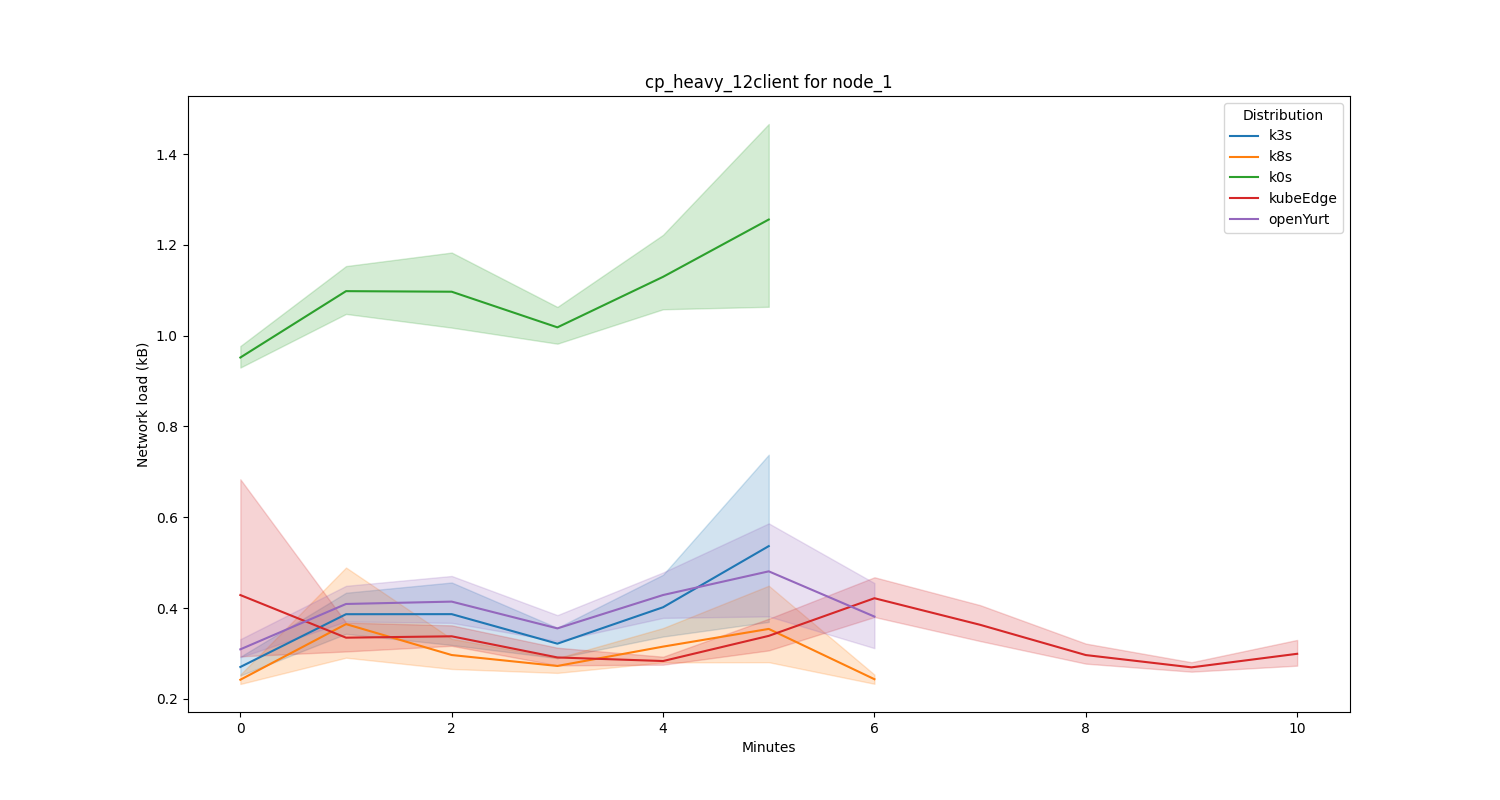 cp_heavy_12client for node_1
Distribution
k3s
k8s
k0s
kubeEdge
openYurt
Network load (kB)
1.4
1.2
1.0
0.8
0.6
0.4
0.2
0 2 4 6 8 10
Minutes